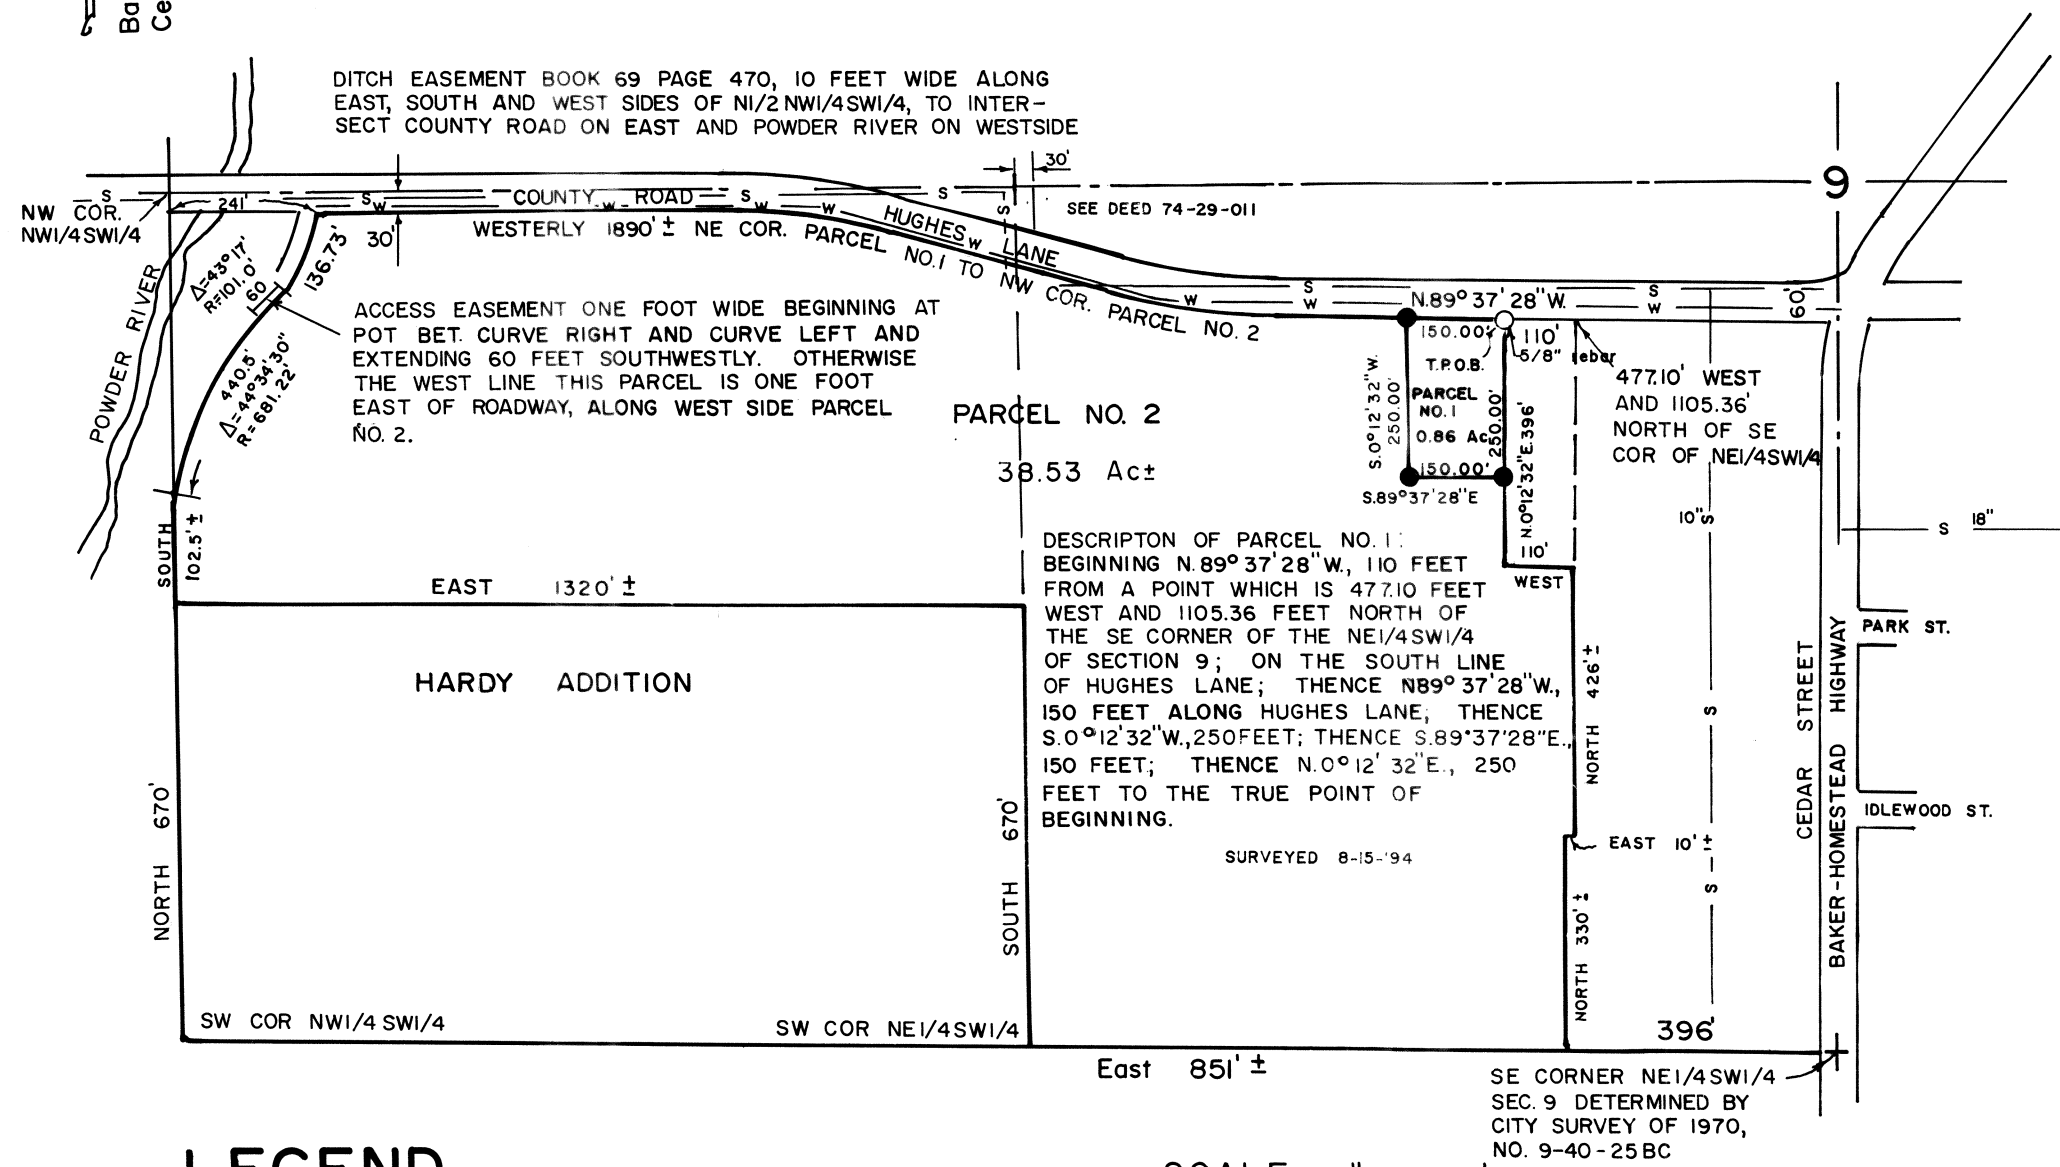 Ba
Ce
DITCH EASEMENT BOOK 69 PAGE 470, 10 FEET WIDE ALONG
EAST, SOUTH AND WEST SIDES OF N1/2 NW1/4 SW1/4, TO INTER-
SECT COUNTY ROAD ON EAST AND POWDER RIVER ON WESTSIDE
30'
9
S
S
COUNTY ROAD
S
S
S
W
W
W
W
W
NW COR.
NW1/4 SW1/4
241'
30'
SEE DEED 74-29-011
HUGHES LANE
WESTERLY 1890' ± NE COR. PARCEL NO. 1 TO NW COR. PARCEL NO. 2
136.73'
Δ=43° 17'
R=101.0'
60
POWDER RIVER
440.5'
Δ=44° 34' 30"
R=681.22'
ACCESS EASEMENT ONE FOOT WIDE BEGINNING AT
POT BET. CURVE RIGHT AND CURVE LEFT AND
EXTENDING 60 FEET SOUTHWESTLY. OTHERWISE
THE WEST LINE THIS PARCEL IS ONE FOOT
EAST OF ROADWAY, ALONG WEST SIDE PARCEL
NO. 2.
S
S
W
W
N.89° 37' 28" W.
60'
150.00'
110'
T.P.O.B.
5/8" rebar
477.10' WEST
AND 1105.36'
NORTH OF SE
COR OF NE1/4 SW1/4
S.0° 12' 32" W.
250.00'
PARCEL
NO. 1
0.86 Ac
250.00'
N.0° 12' 32" E. 396'
150.00'
S.89° 37' 28" E
PARCEL NO. 2
38.53 Ac±
10" S
S 18"
SOUTH
102.5' ±
110'
WEST
EAST 1320' ±
DESCRIPTON OF PARCEL NO. 1:
BEGINNING N. 89° 37' 28" W., 110 FEET
FROM A POINT WHICH IS 477.10 FEET
WEST AND 1105.36 FEET NORTH OF
THE SE CORNER OF THE NE1/4 SW1/4
OF SECTION 9; ON THE SOUTH LINE
OF HUGHES LANE; THENCE N89° 37' 28" W.,
150 FEET ALONG HUGHES LANE; THENCE
S.0° 12' 32" W., 250 FEET; THENCE S.89° 37' 28" E.,
150 FEET; THENCE N.0° 12' 32" E., 250
FEET TO THE TRUE POINT OF
BEGINNING.
SURVEYED 8-15-'94
HARDY ADDITION
NORTH 426' ±
S
S
CEDAR STREET
BAKER-HOMESTEAD HIGHWAY
PARK ST.
IDLEWOOD ST.
EAST 10' ±
NORTH 670'
SOUTH 670'
NORTH 330' ±
SW COR NW1/4 SW1/4
SW COR NE1/4 SW1/4
396'
East 851' ±
SE CORNER NE1/4 SW1/4
SEC. 9 DETERMINED BY
CITY SURVEY OF 1970,
NO. 9-40-25 BC
LEGEND